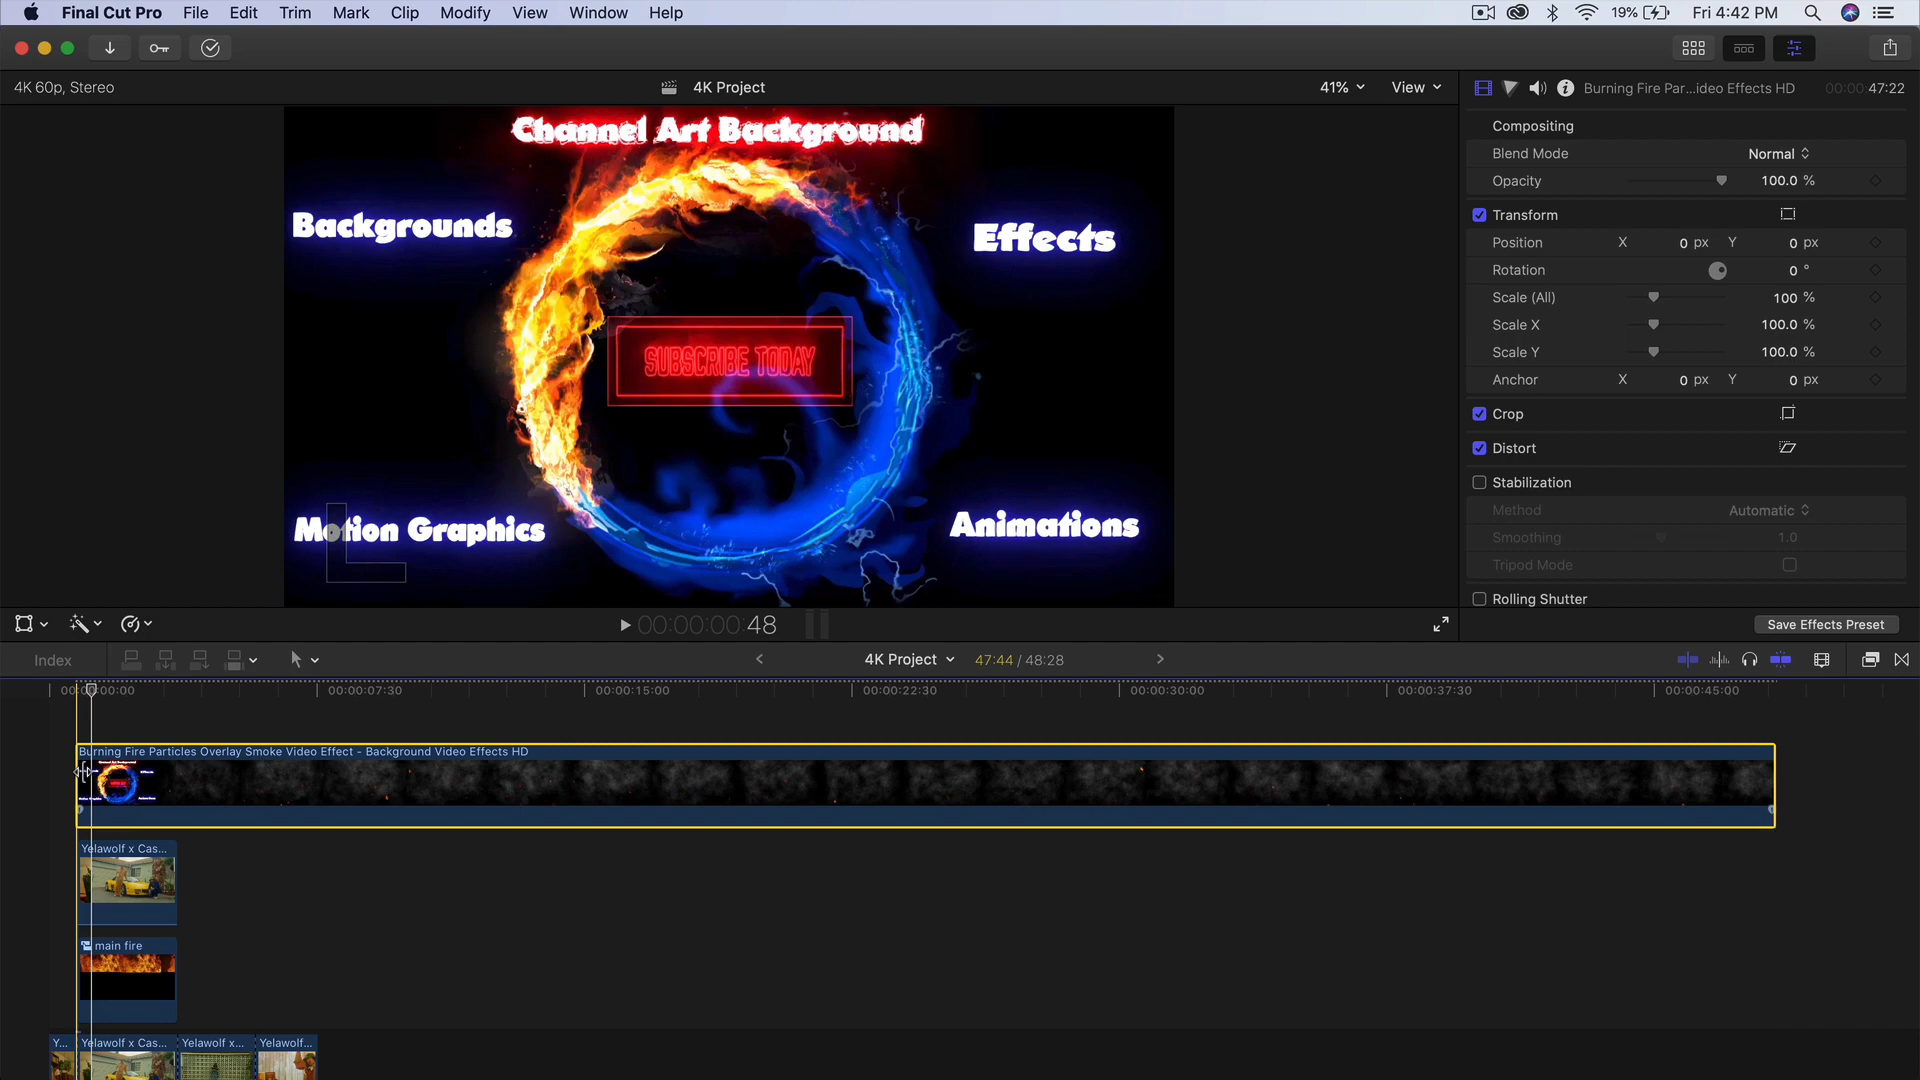 Final Cut Pro File Edit Trim Mark Clip Modify View Window Help 19% Fri 4:42 PM
4K 60p, Stereo 4K Project 41% View Burning Fire Par...ideo Effects HD 00:00:47:22
Channel Art Background
Backgrounds
Effects
SUBSCRIBE TODAY
Motion Graphics
Animations
Compositing
Blend Mode Normal
Opacity 100.0 %
Transform
Position X 0 px Y 0 px
Rotation 0 °
Scale (All) 100 %
Scale X 100.0 %
Scale Y 100.0 %
Anchor X 0 px Y 0 px
Crop
Distort
Stabilization
Method Automatic
Smoothing 1.0
Tripod Mode
Rolling Shutter
00:00:00:48
Save Effects Preset
Index 4K Project 47:44 / 48:28
00:00:00:00 00:00:07:30 00:00:15:00 00:00:22:30 00:00:30:00 00:00:37:30 00:00:45:00
Burning Fire Particles Overlay Smoke Video Effect - Background Video Effects HD
Yelawolf x Cas...
main fire
Y... Yelawolf x Cas... Yelawolf x... Yelawolf...